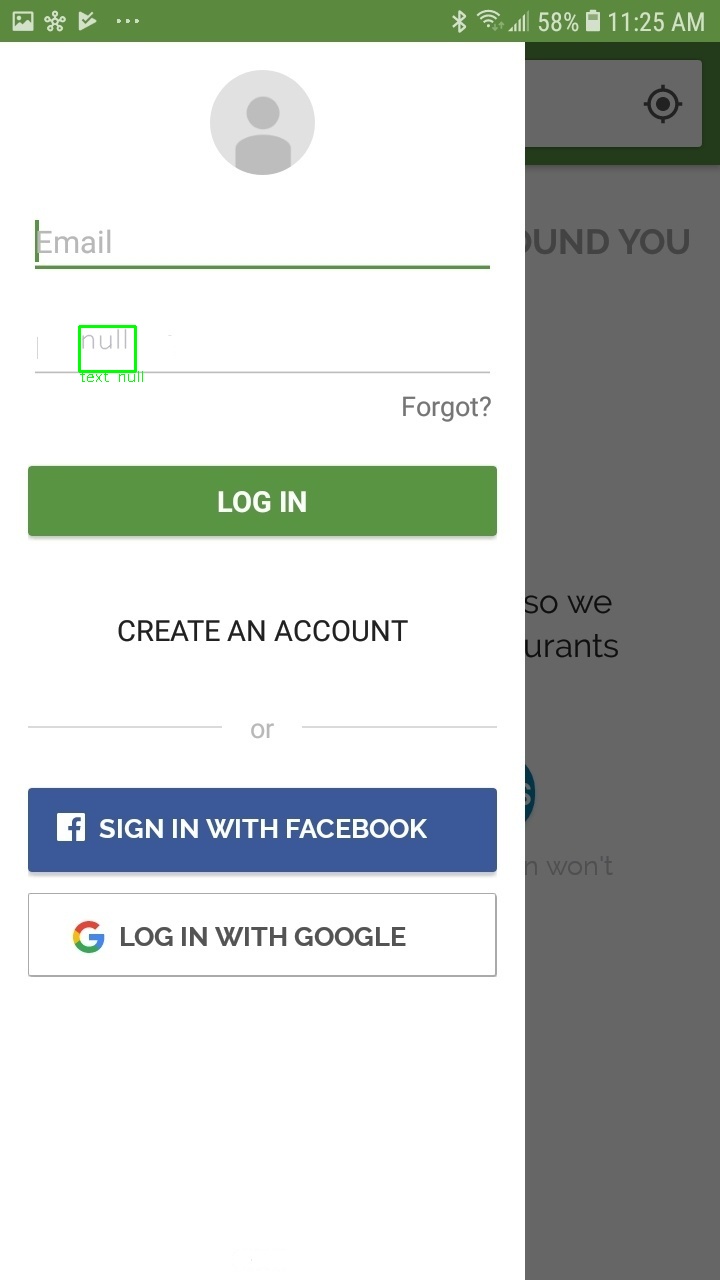 58% 11:25 AM
OUND YOU
Email
null
text null
Forgot?
LOG IN
so we
urants
CREATE AN ACCOUNT
or
S
SIGN IN WITH FACEBOOK
n won't
LOG IN WITH GOOGLE